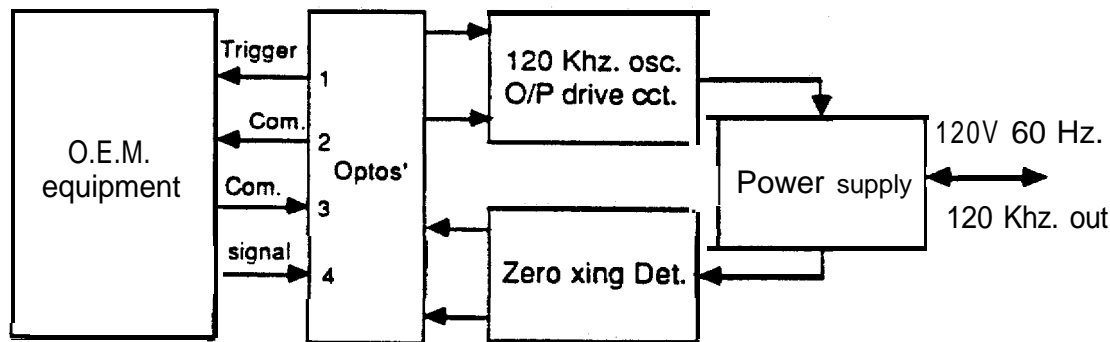 O.E.M.
equipment
Trigger
1
Com.
2
Com.
3
signal
4
Optos'
120 Khz. osc.
O/P drive cct.
Zero xing Det.
Power supply
120V 60 Hz.
120 Khz. out